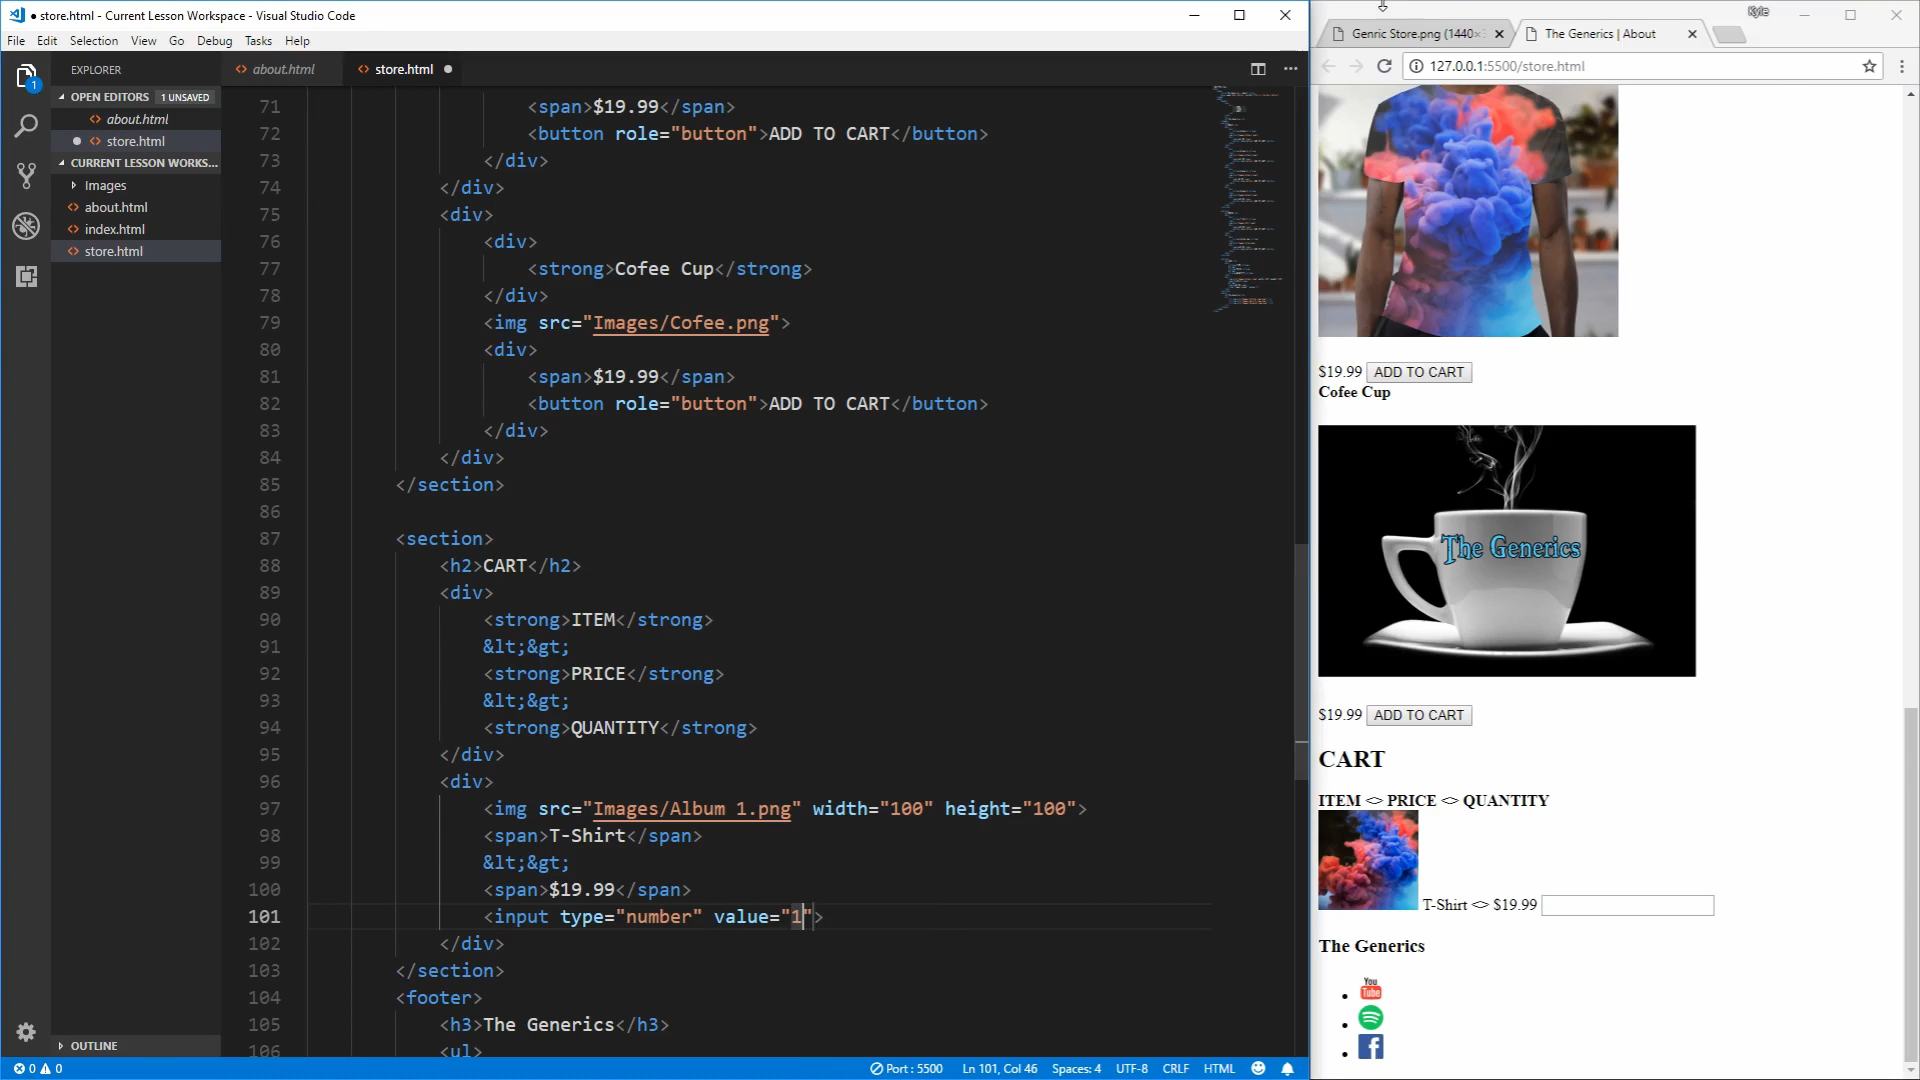 store.html - Current Lesson Workspace - Visual Studio Code
File Edit Selection View Go Debug Tasks Help
EXPLORER
OPEN EDITORS 1 UNSAVED
about.html
store.html
CURRENT LESSON WORKS...
Images
about.html
index.html
store.html
OUTLINE
1
about.html store.html
71 <span>$19.99</span>
72 <button role="button">ADD TO CART</button>
73 </div>
74 </div>
75 <div>
76 <div>
77 <strong>Cofee Cup</strong>
78 </div>
79 <img src="Images/Cofee.png">
80 <div>
81 <span>$19.99</span>
82 <button role="button">ADD TO CART</button>
83 </div>
84 </div>
85 </section>
86
87 <section>
88 <h2>CART</h2>
89 <div>
90 <strong>ITEM</strong>
91 &lt;&gt;
92 <strong>PRICE</strong>
93 &lt;&gt;
94 <strong>QUANTITY</strong>
95 </div>
96 <div>
97 <img src="Images/Album 1.png" width="100" height="100">
98 <span>T-Shirt</span>
99 &lt;&gt;
100 <span>$19.99</span>
101 <input type="number" value="1">
102 </div>
103 </section>
104 <footer>
105 <h3>The Generics</h3>
106 <ul>
0 0 Port : 5500 Ln 101, Col 46 Spaces: 4 UTF-8 CRLF HTML
Kyle
Genric Store.png (1440× The Generics | About
127.0.0.1:5500/store.html
$19.99 ADD TO CART
Cofee Cup
The Generics
$19.99 ADD TO CART
CART
ITEM <> PRICE <> QUANTITY
T-Shirt <> $19.99
The Generics
You
Tube